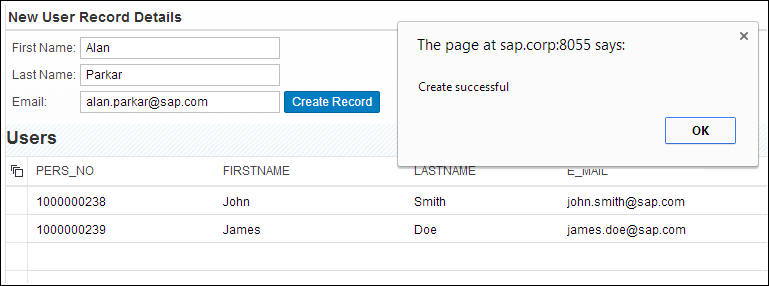 New User Record Details
First Name: Alan
Last Name: Parkar
Email: alan.parkar@sap.com Create Record
The page at sap.corp:8055 says:
Create successful
OK
Users
PERS_NO FIRSTNAME LASTNAME E_MAIL
1000000238 John Smith john.smith@sap.com
1000000239 James Doe james.doe@sap.com